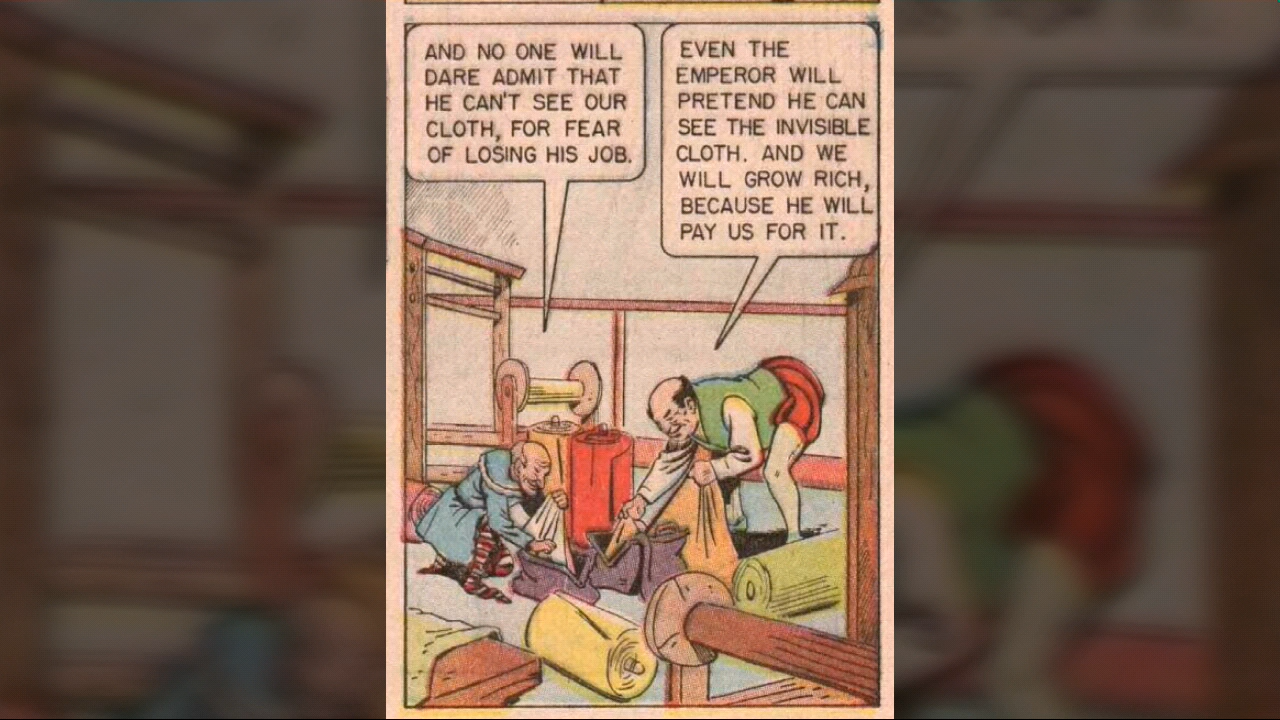 AND NO ONE WILL
DARE ADMIT THAT
HE CAN'T SEE OUR
CLOTH, FOR FEAR
OF LOSING HIS JOB.
EVEN THE
EMPEROR WILL
PRETEND HE CAN
SEE THE INVISIBLE
CLOTH. AND WE
WILL GROW RICH,
BECAUSE HE WILL
PAY US FOR IT.